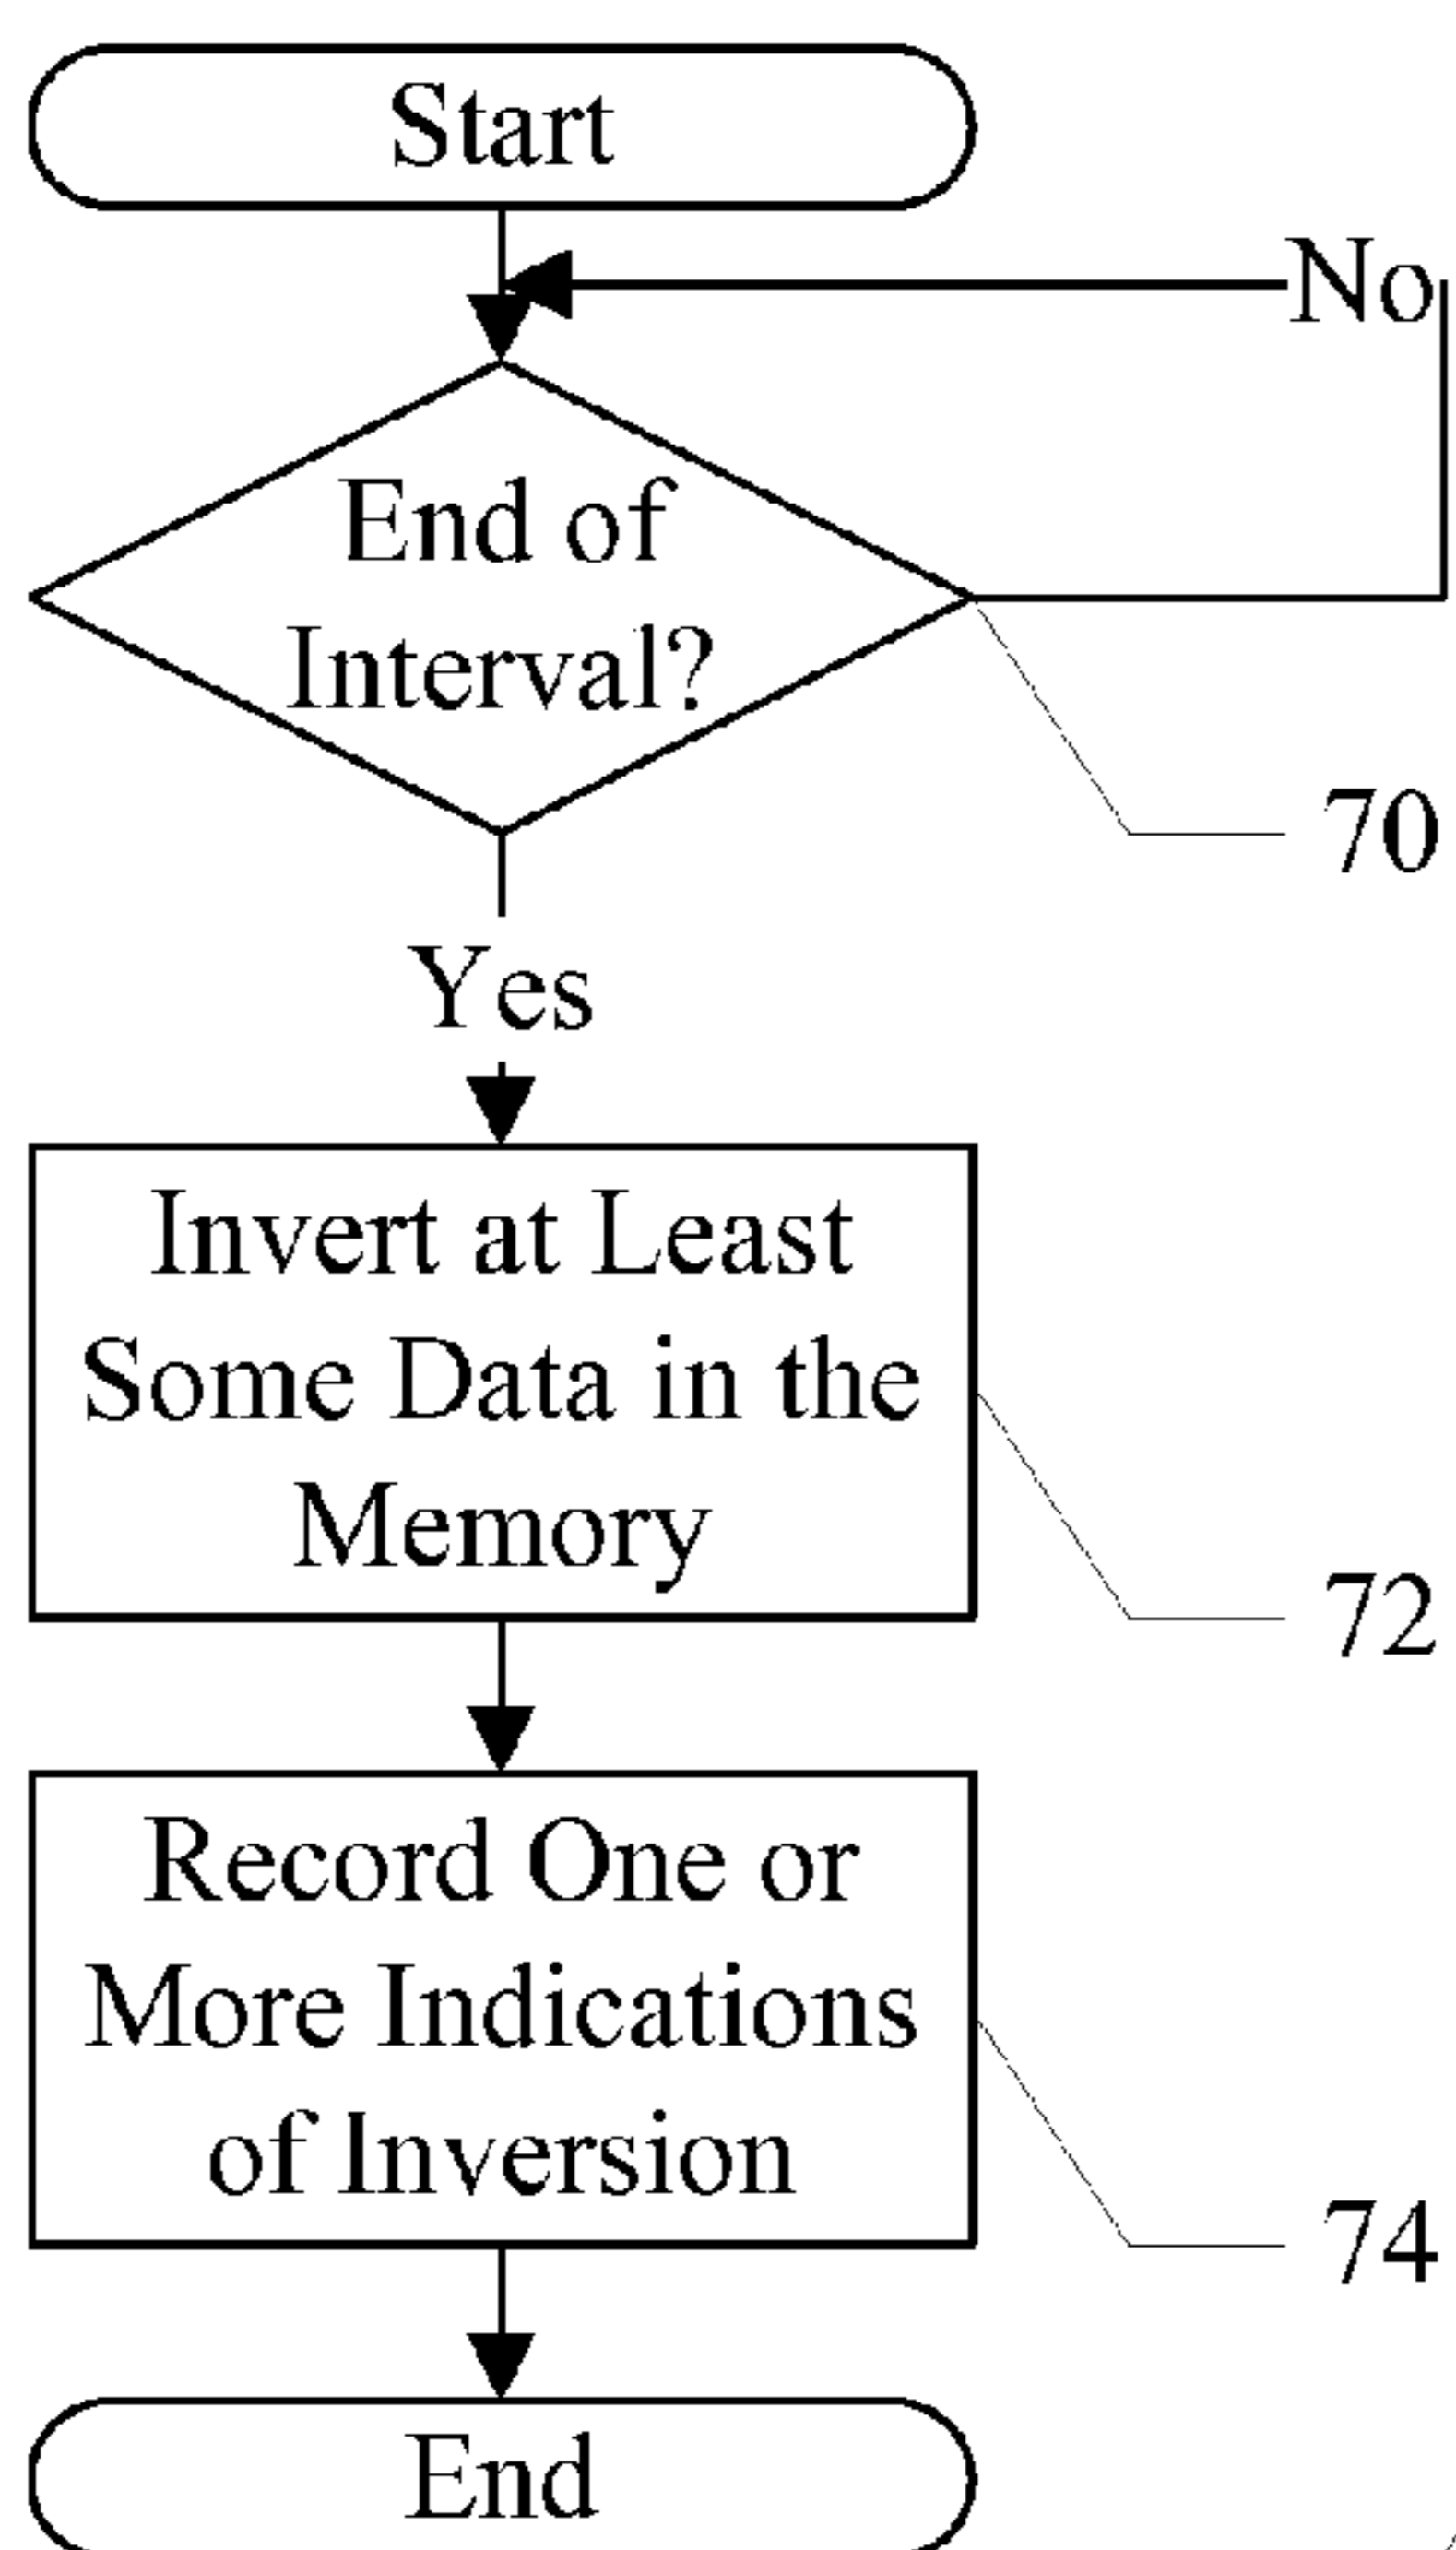 Start
No
End of
Interval?
70
Yes
Invert at Least
Some Data in the
Memory
72
Record One or
More Indications
of Inversion
74
End